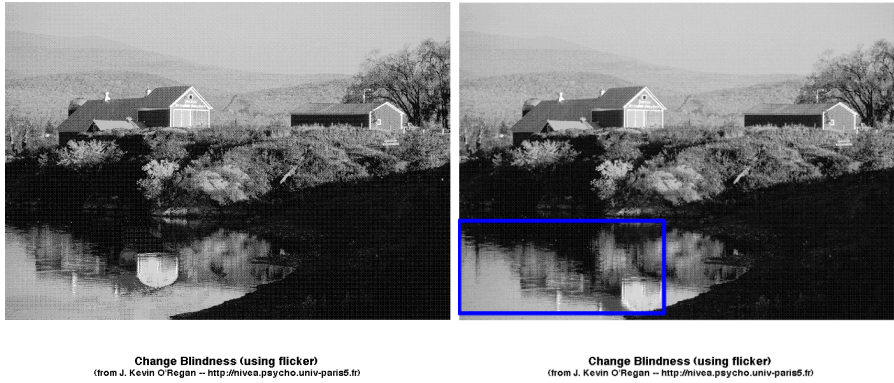 Change Blindness (using flicker)
(from J. Kevin O'Regan -- http://nivea.psycho.univ-paris5.fr)
Change Blindness (using flicker)
(from J. Kevin O'Regan -- http://nivea.psycho.univ-paris5.fr)